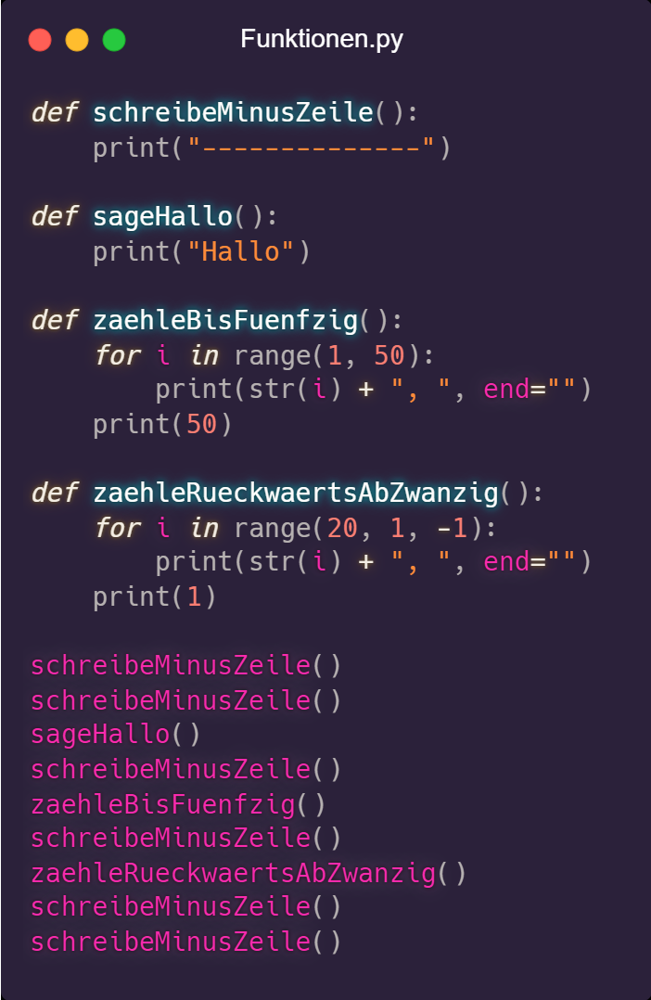 Funktionen.py
def schreibeMinusZeile():
    print("--------------")
def sageHallo():
    print("Hallo")
def zaehleBisFuenfzig():
    for i in range(1, 50):
        print(str(i) + ", ", end="")
    print(50)
def zaehleRueckwaertsAbZwanzig():
    for i in range(20, 1, -1):
        print(str(i) + ", ", end="")
    print(1)
schreibeMinusZeile()
schreibeMinusZeile()
sageHallo()
schreibeMinusZeile()
zaehleBisFuenfzig()
schreibeMinusZeile()
zaehleRueckwaertsAbZwanzig()
schreibeMinusZeile()
schreibeMinusZeile()